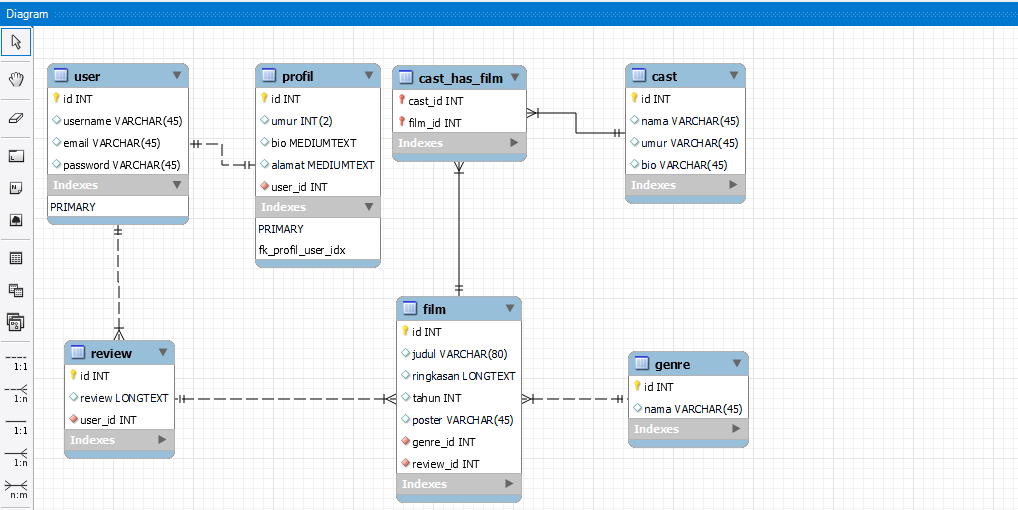 Diagram
user
id INT
username VARCHAR(45)
email VARCHAR(45)
password VARCHAR(45)
Indexes
PRIMARY
profil
id INT
umur INT(2)
bio MEDIUMTEXT
alamat MEDIUMTEXT
user_id INT
Indexes
PRIMARY
fk_profil_user_idx
cast_has_film
cast_id INT
film_id INT
Indexes
cast
id INT
nama VARCHAR(45)
umur VARCHAR(45)
bio VARCHAR(45)
Indexes
review
id INT
review LONGTEXT
user_id INT
Indexes
film
id INT
judul VARCHAR(80)
ringkasan LONGTEXT
tahun INT
poster VARCHAR(45)
genre_id INT
review_id INT
Indexes
genre
id INT
nama VARCHAR(45)
Indexes
1:1
1:n
1:1
1:n
n:m